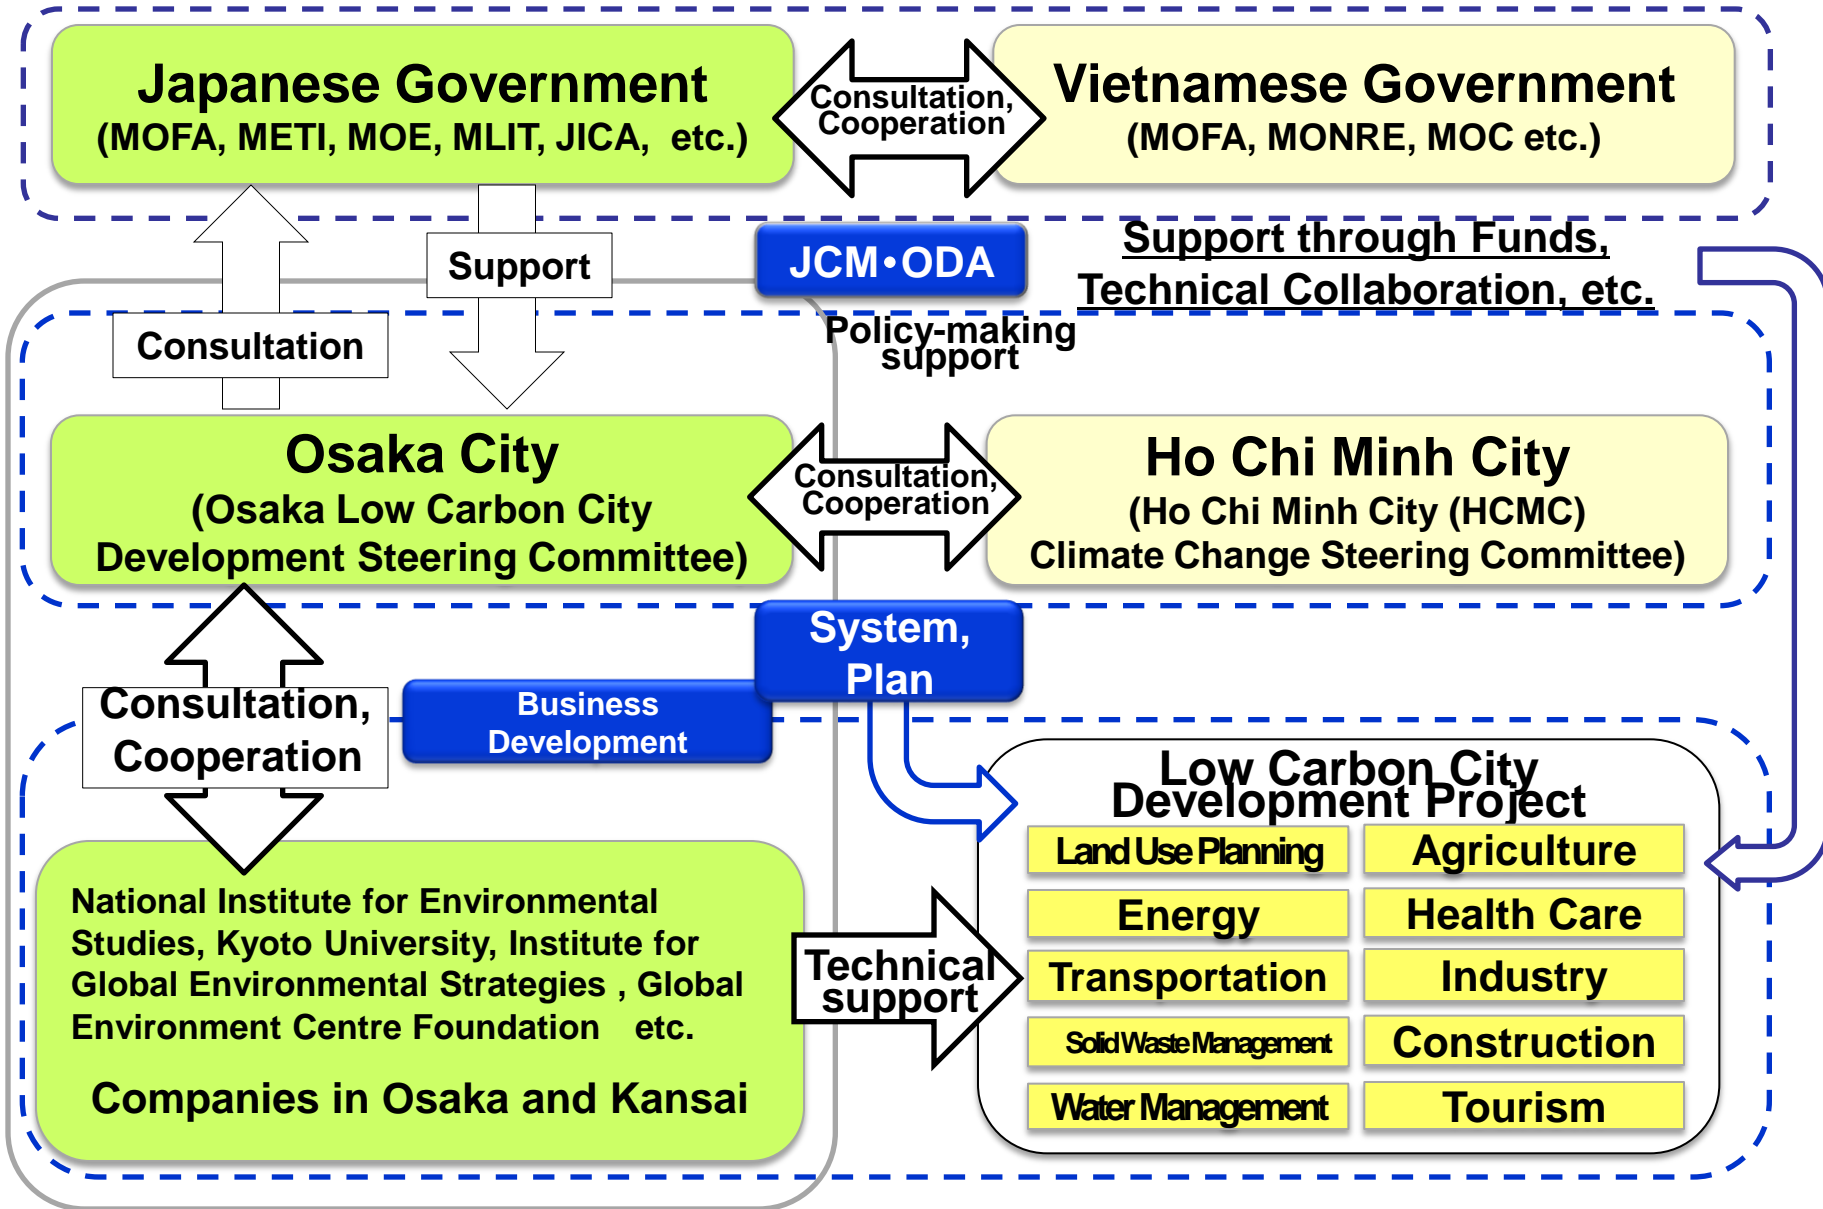 Japanese Government
(MOFA, METI, MOE, MLIT, JICA, etc.)
Consultation,
Cooperation
Vietnamese Government
(MOFA, MONRE, MOC etc.)
Support
Consultation
JCM•ODA
Support through Funds,
Technical Collaboration, etc.
Policy-making
support
Osaka City
(Osaka Low Carbon City
Development Steering Committee)
Consultation,
Cooperation
Ho Chi Minh City
(Ho Chi Minh City (HCMC)
Climate Change Steering Committee)
System,
Plan
Consultation,
Cooperation
Business
Development
National Institute for Environmental
Studies, Kyoto University, Institute for
Global Environmental Strategies , Global
Environment Centre Foundation etc.
Companies in Osaka and Kansai
Technical
support
Low Carbon City
Development Project
Land Use Planning
Agriculture
Energy
Health Care
Transportation
Industry
Solid Waste Management
Construction
Water Management
Tourism